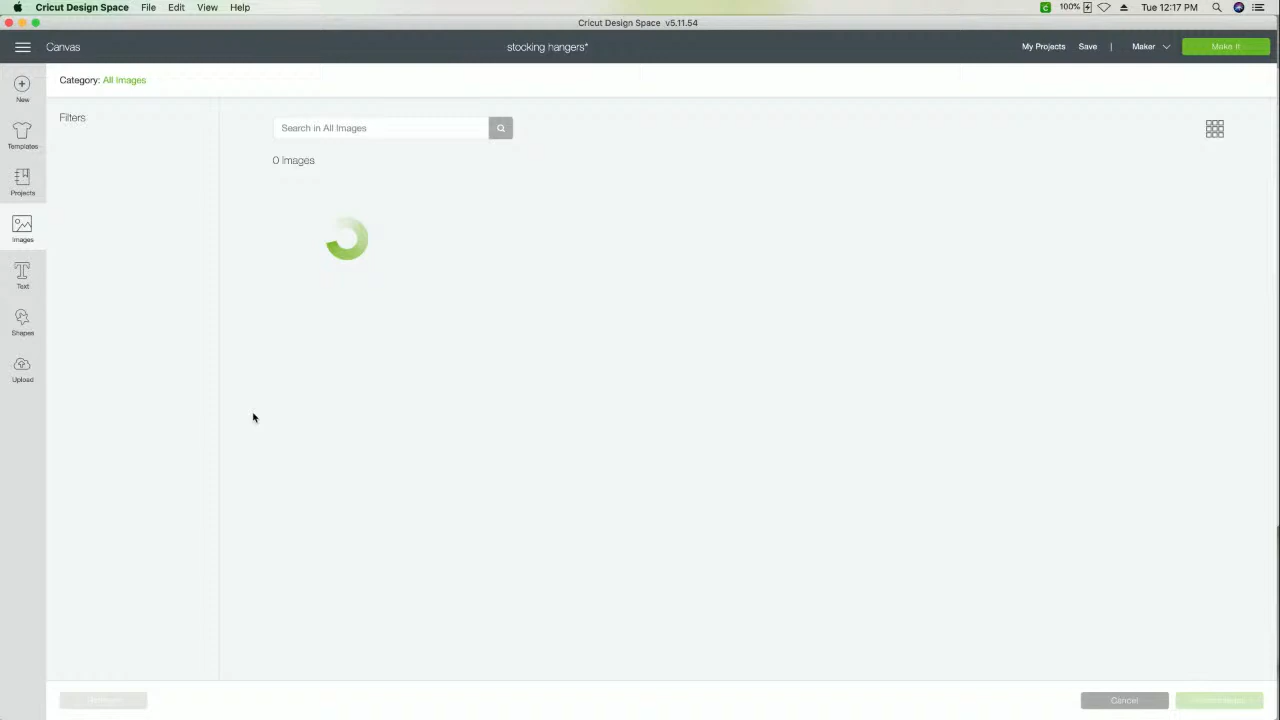 Cricut Design Space File Edit View Help
100% Tue 12:17 PM
Cricut Design Space v5.11.54
Canvas
stocking hangers*
My Projects Save | Maker Make It
Category: All Images
New
Templates
Projects
Images
Text
Shapes
Upload
Filters
Search in All Images
0 Images
Cancel